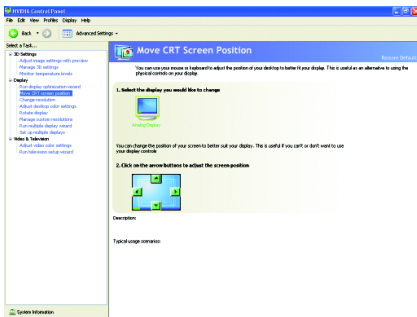 NVIDIA Control Panel
File Edit View Profiles Display Help
Back Advanced Settings
Select a Task...
3D Settings
Adjust image settings with preview
Manage 3D settings
Monitor temperature levels
Display
Run display optimization wizard
Move CRT screen position
Change resolution
Adjust desktop color settings
Rotate display
Manage custom resolutions
Run multiple display wizard
Set up multiple displays
Video & Television
Adjust video color settings
Run television setup wizard
System Information
Move CRT Screen Position
Restore Defaults
You can use your mouse or keyboard to adjust the position of your desktop to better fit your display. This is useful as an alternative to using the
physical controls on your display.
1. Select the display you would like to change
Analog Display
You can change the position of your screen to better suit your display. This is useful if you can't or don't want to use
your display controls
2. Click on the arrow buttons to adjust the screen position
Description:
Typical usage scenarios: